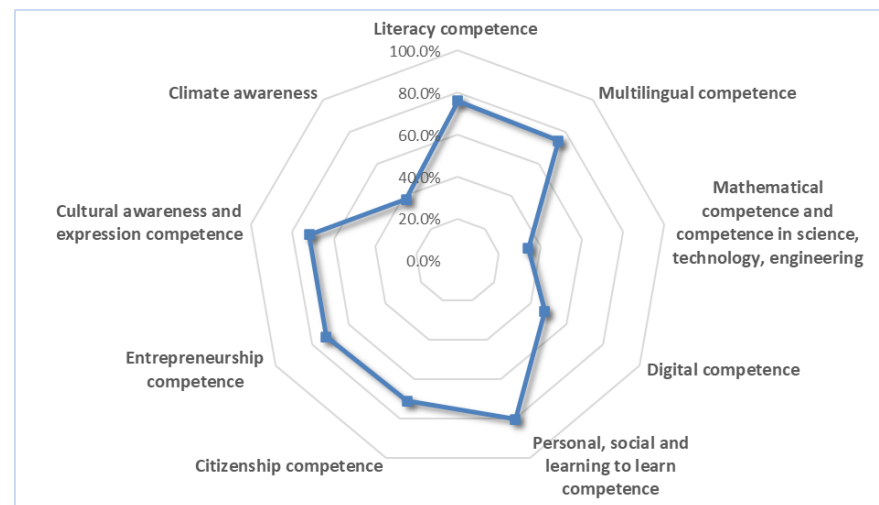 Literacy competence
100.0%
80.0%
60.0%
40.0%
20.0%
0.0%
Multilingual competence
Mathematical
competence and
competence in science,
technology, engineering
Digital competence
Personal, social and
learning to learn
competence
Citizenship competence
Entrepreneurship
competence
Cultural awareness and
expression competence
Climate awareness